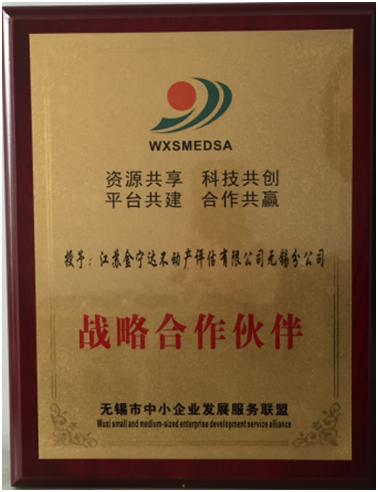 WXSMEDSA
资源共享 科技共创
平台共建 合作共赢
授予：江苏金宁达不动产评估有限公司无锡分公司
战略合作伙伴
无锡市中小企业发展服务联盟
Wuxi small and medium-sized enterprise development service alliance